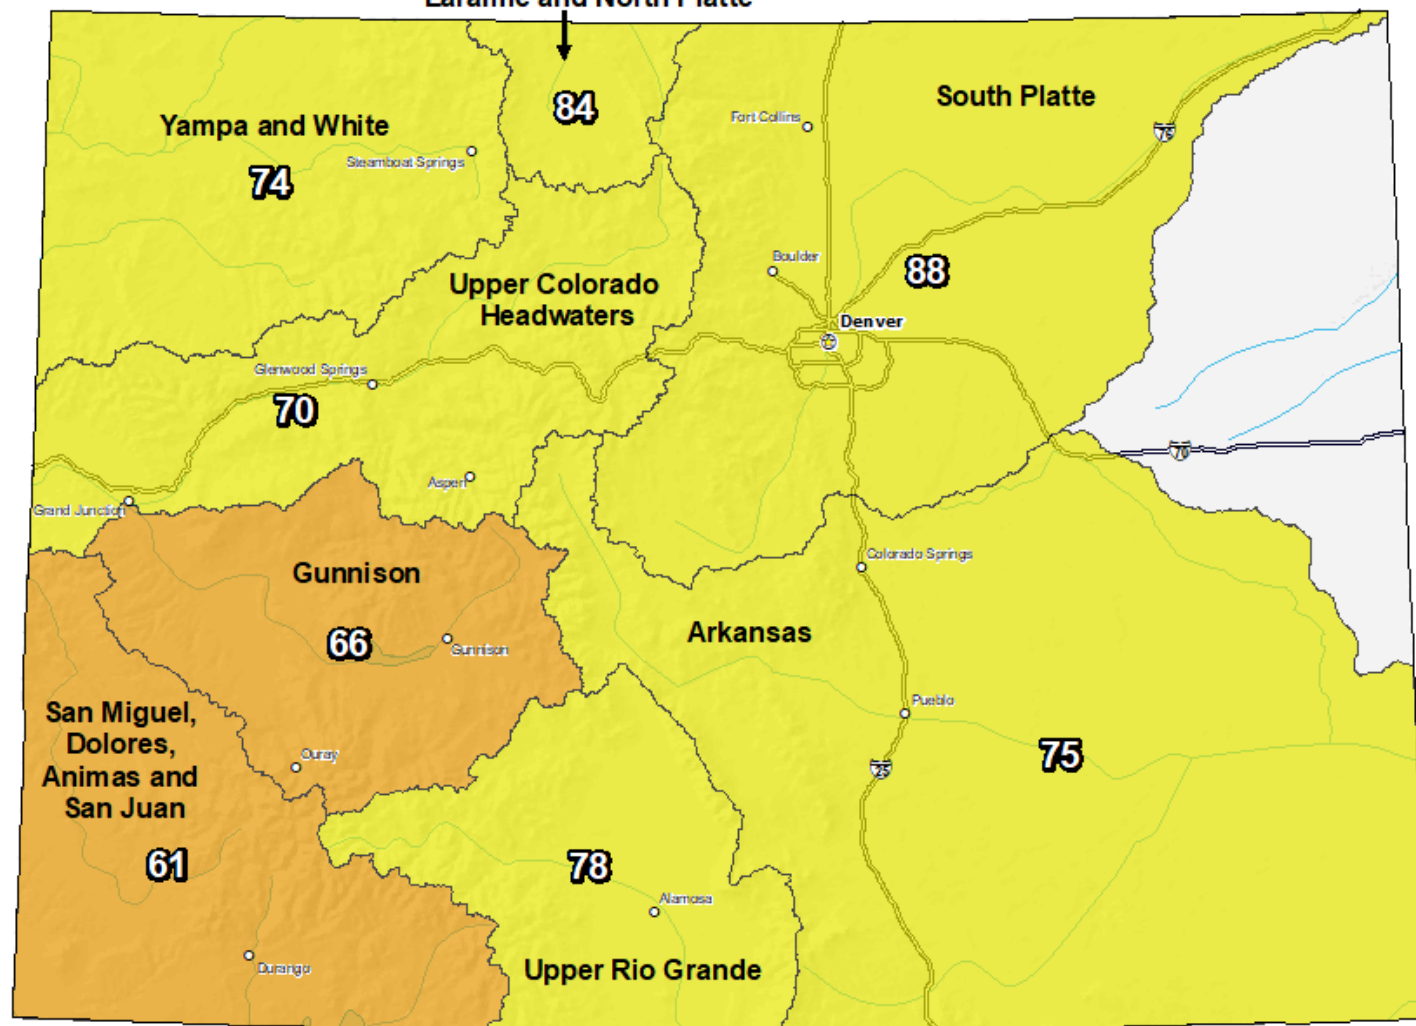 Laramie and North Platte
84
South Platte
Fort Collins
76
Yampa and White
Steamboat Springs
74
Boulder
88
Upper Colorado
Headwaters
Denver
Glenwood Springs
70
70
Aspen
Grand Junction
Colorado Springs
Gunnison
Arkansas
66
Gunnison
San Miguel,
Dolores,
Animas and
San Juan
Pueblo
Ouray
75
25
61
78
Alamosa
Durango
Upper Rio Grande